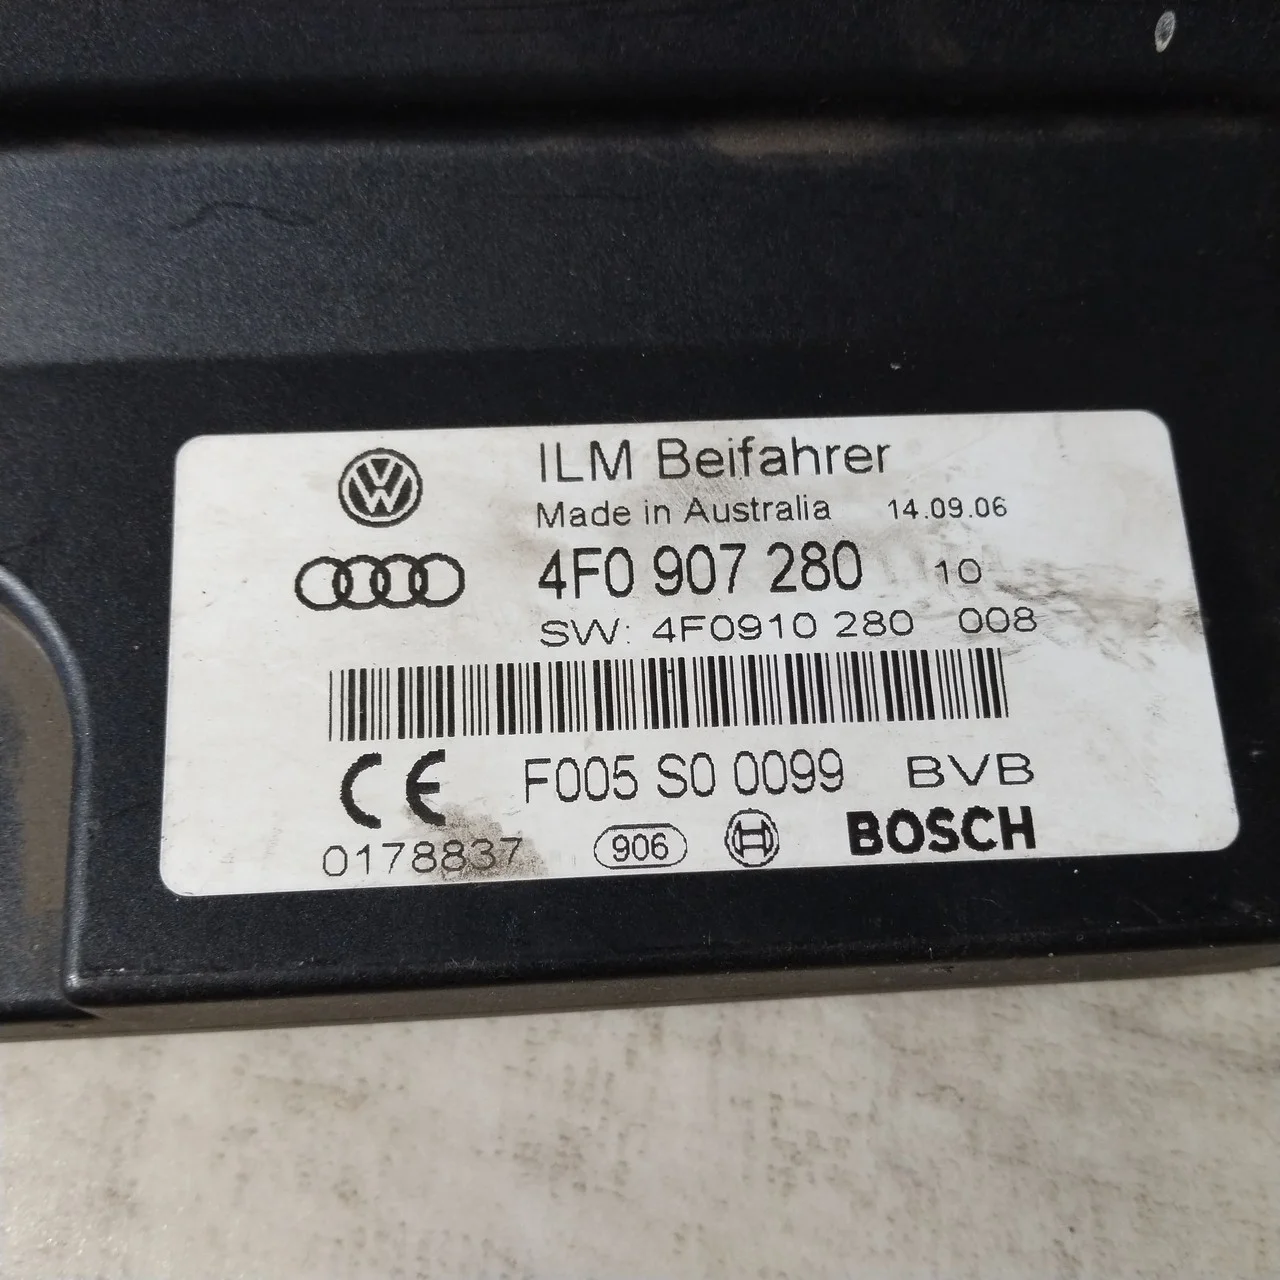 ILM Beifahrer
Made in Australia 14.09.06
4F0 907 280 10
SW: 4F0910 280 008
CE F005 S0 0099 BVB
0178837 906 BOSCH